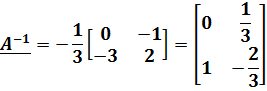 A⁻¹ = -1/3 [0 -1; -3 2] = [0 1/3; 1 -2/3]